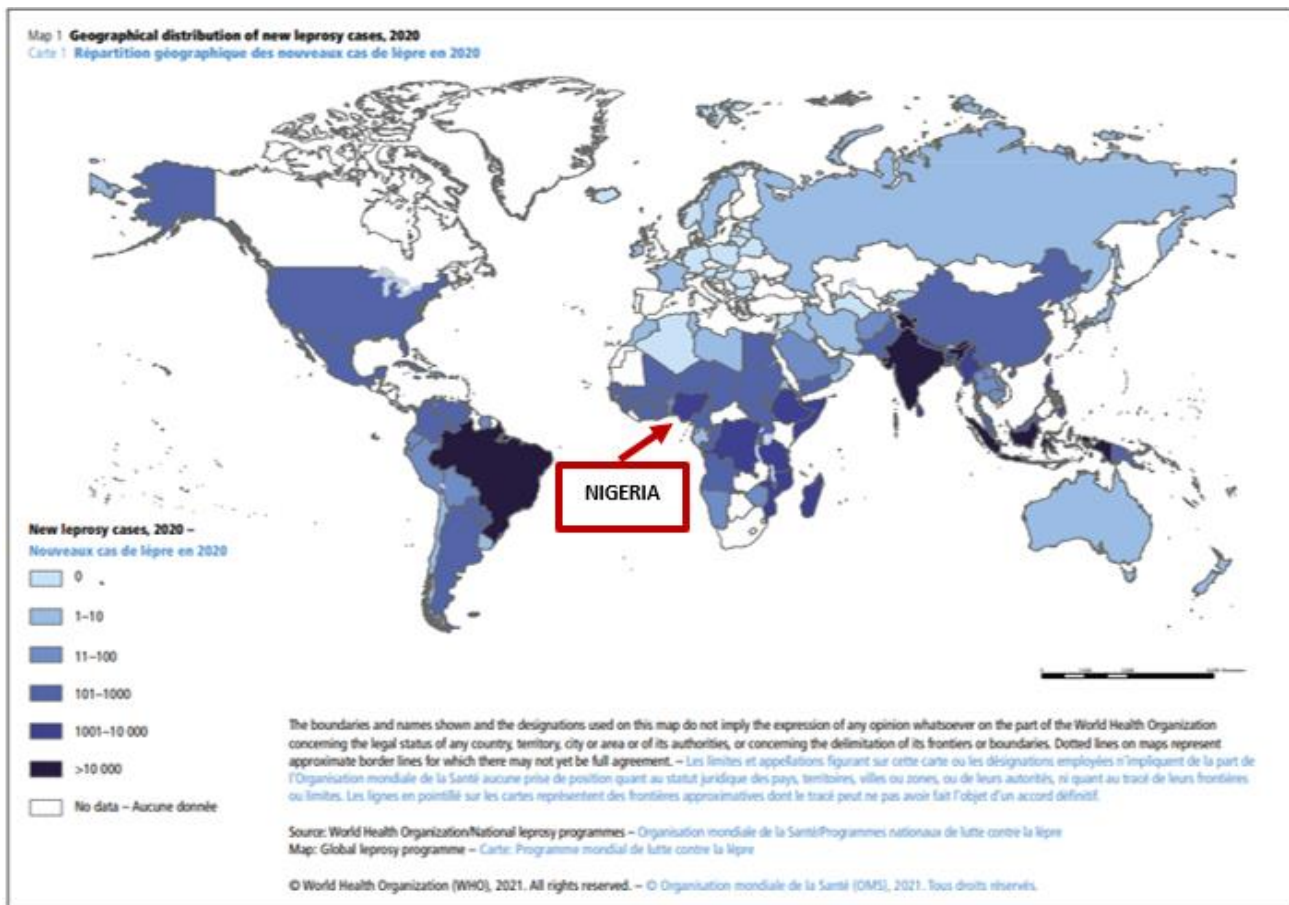 Map 1 Geographical distribution of new leprosy cases, 2020
Carte 1 Répartition géographique des nouveaux cas de lèpre en 2020
NIGERIA
New leprosy cases, 2020 –
Nouveaux cas de lèpre en 2020
0
1–10
11–100
101–1000
1001–10 000
>10 000
No data – Aucune donnée
The boundaries and names shown and the designations used on this map do not imply the expression of any opinion whatsoever on the part of the World Health Organization
concerning the legal status of any country, territory, city or area or of its authorities, or concerning the delimitation of its frontiers or boundaries. Dotted lines on maps represent
approximate border lines for which there may not yet be full agreement. – Les limites et appellations figurant sur cette carte ou les désignations employées n'impliquent de la part de
l'Organisation mondiale de la Santé aucune prise de position quant au statut juridique des pays, territoires, villes ou zones, ou de leurs autorités, ni quant au tracé de leurs frontières
ou limites. Les lignes en pointillé sur les cartes représentent des frontières approximatives dont le tracé peut ne pas avoir fait l'objet d'un accord définitif.
Source: World Health Organization/National leprosy programmes – Organisation mondiale de la Santé/Programmes nationaux de lutte contre la lèpre
Map: Global leprosy programme – Carte: Programme mondial de lutte contre la lèpre
© World Health Organization (WHO), 2021. All rights reserved. – © Organisation mondiale de la Santé (OMS), 2021. Tous droits réservés.